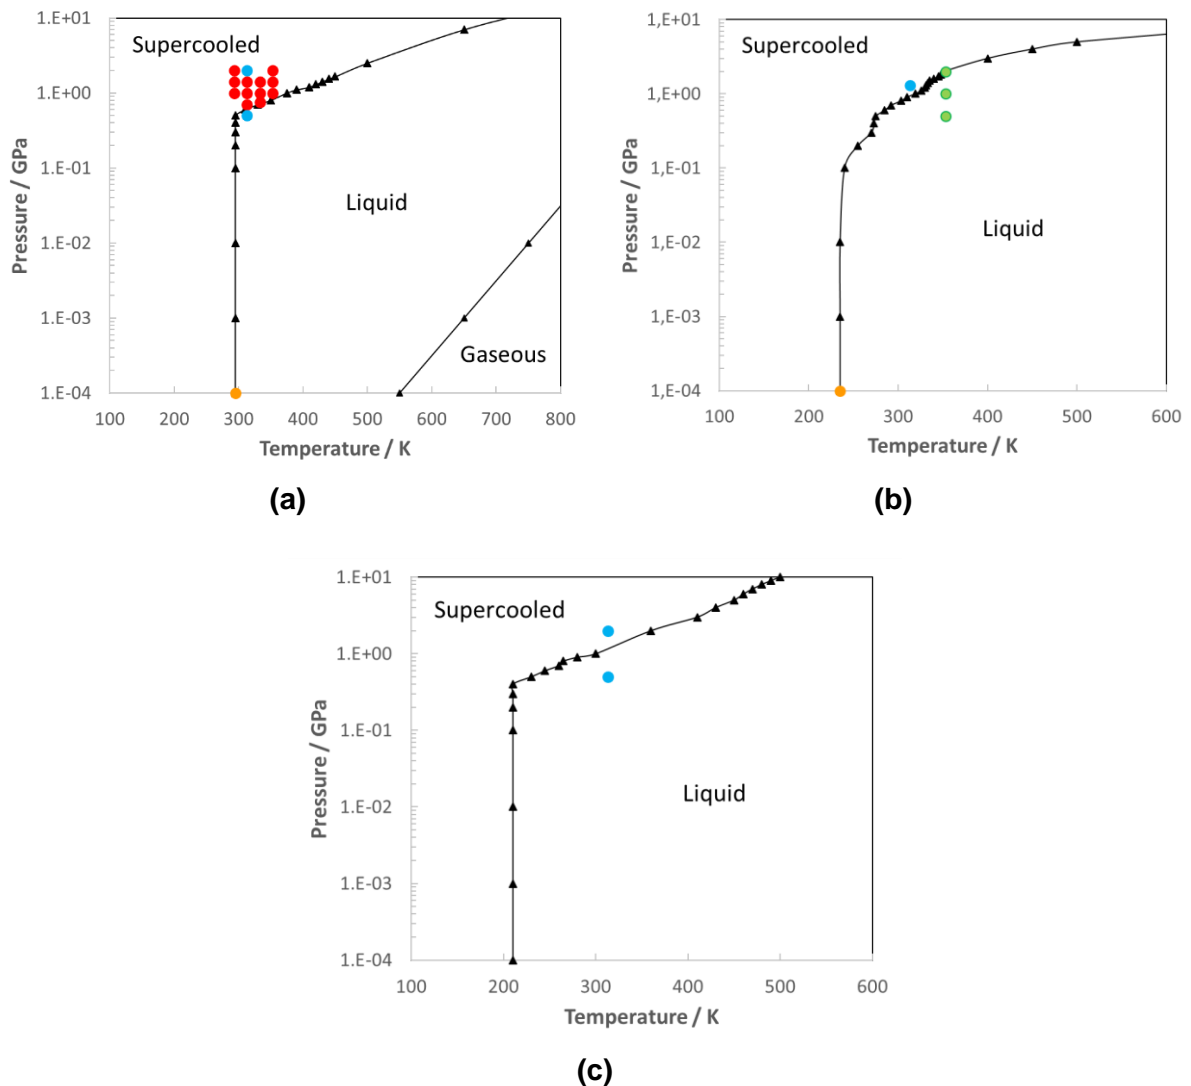 1.E+01
Supercooled
1.E+00
1.E-01
Liquid
1.E-02
1.E-03
Gaseous
1.E-04
100 200 300 400 500 600 700 800
Pressure / GPa
Temperature / K
(a)
1,E+01
Supercooled
1,E+00
1,E-01
Liquid
1,E-02
1,E-03
1,E-04
100 200 300 400 500 600
Pressure / GPa
Temperature / K
(b)
1.E+01
Supercooled
1.E+00
1.E-01
Liquid
1.E-02
1.E-03
1.E-04
100 200 300 400 500 600
Pressure / GPa
Temperature / K
(c)